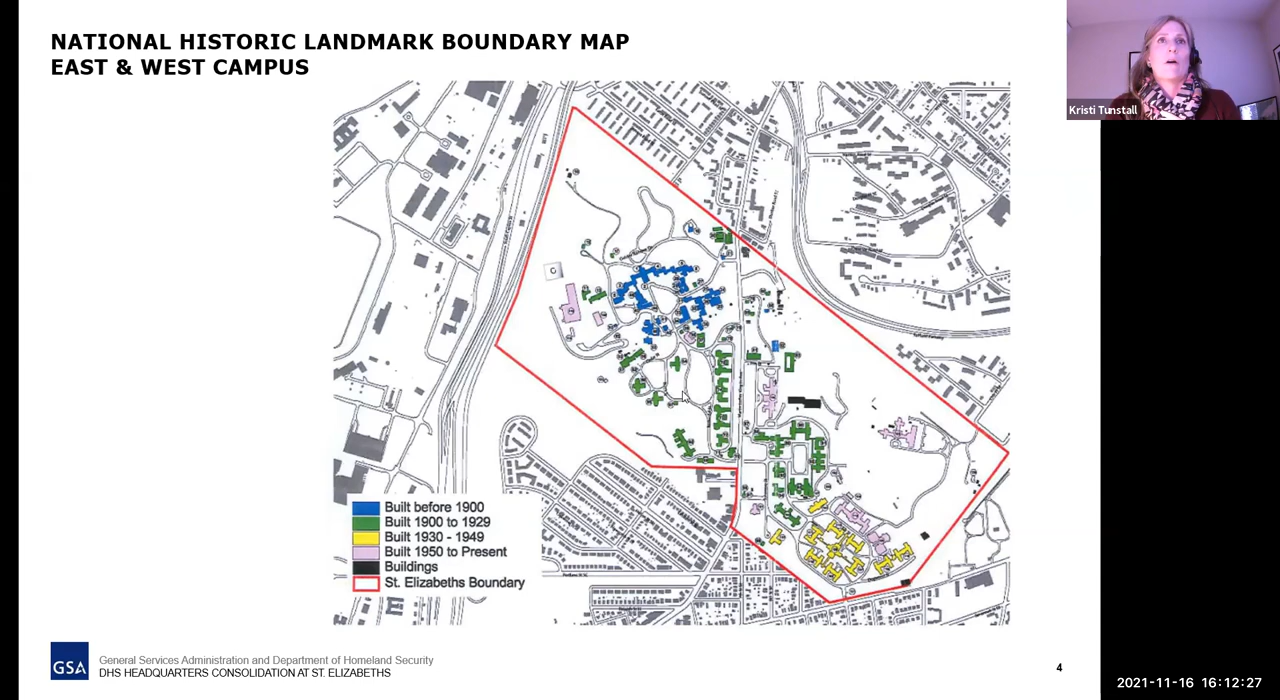 NATIONAL HISTORIC LANDMARK BOUNDARY MAP
EAST & WEST CAMPUS
Kristi Tunstall
Built before 1900
Built 1900 to 1929
Built 1930 - 1949
Built 1950 to Present
Buildings
St. Elizabeths Boundary
GSA
General Services Administration and Department of Homeland Security
DHS HEADQUARTERS CONSOLIDATION AT ST. ELIZABETHS
4
2021-11-16 16:12:27